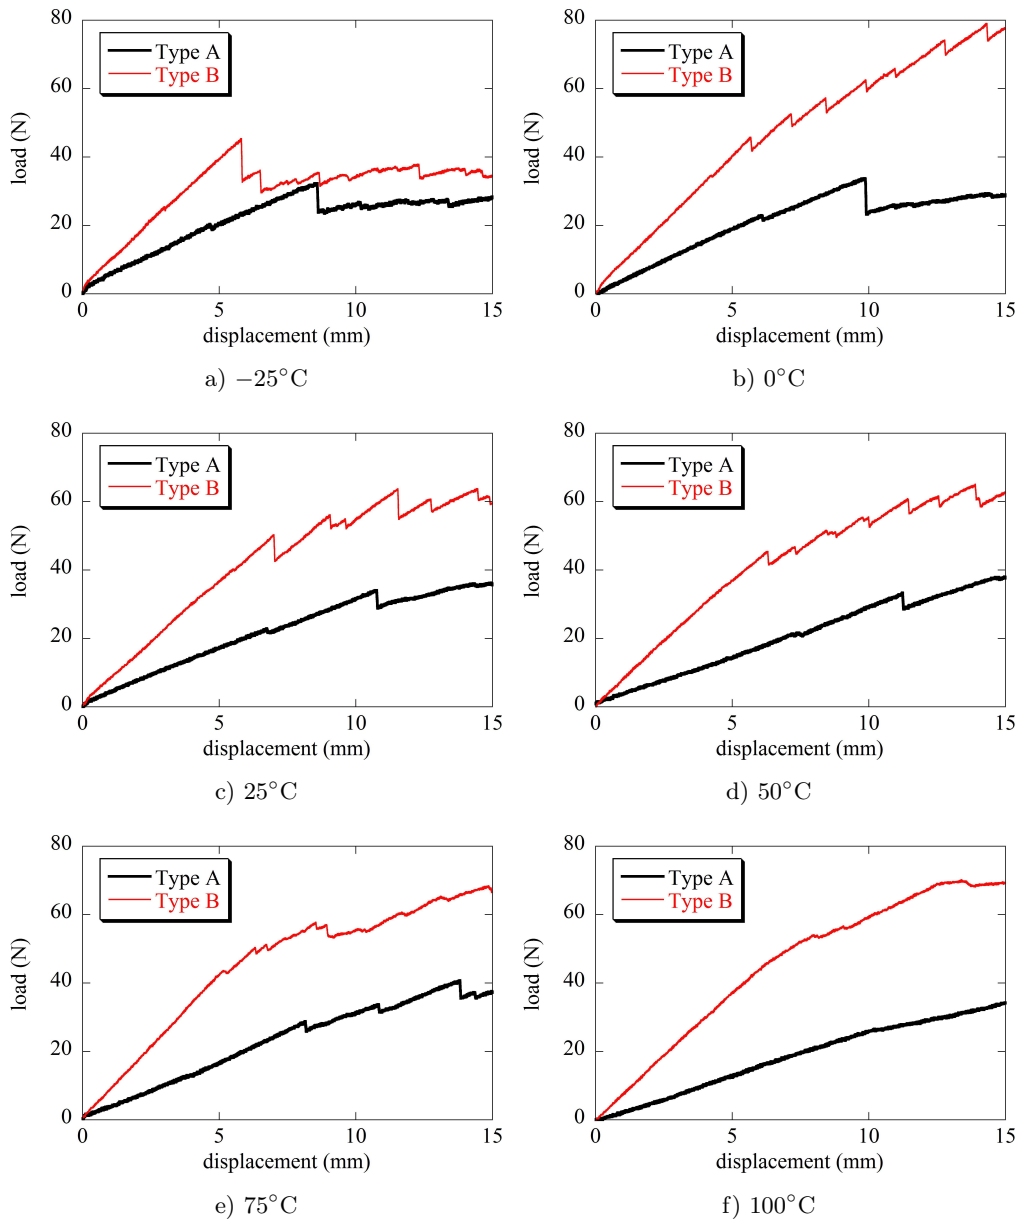 80
60
40
20
0
load (N)
Type A
Type B
0 5 10 15
displacement (mm)
a) −25°C
80
60
40
20
0
load (N)
Type A
Type B
0 5 10 15
displacement (mm)
b) 0°C
80
60
40
20
0
load (N)
Type A
Type B
0 5 10 15
displacement (mm)
c) 25°C
80
60
40
20
0
load (N)
Type A
Type B
0 5 10 15
displacement (mm)
d) 50°C
80
60
40
20
0
load (N)
Type A
Type B
0 5 10 15
displacement (mm)
e) 75°C
80
60
40
20
0
load (N)
Type A
Type B
0 5 10 15
displacement (mm)
f) 100°C